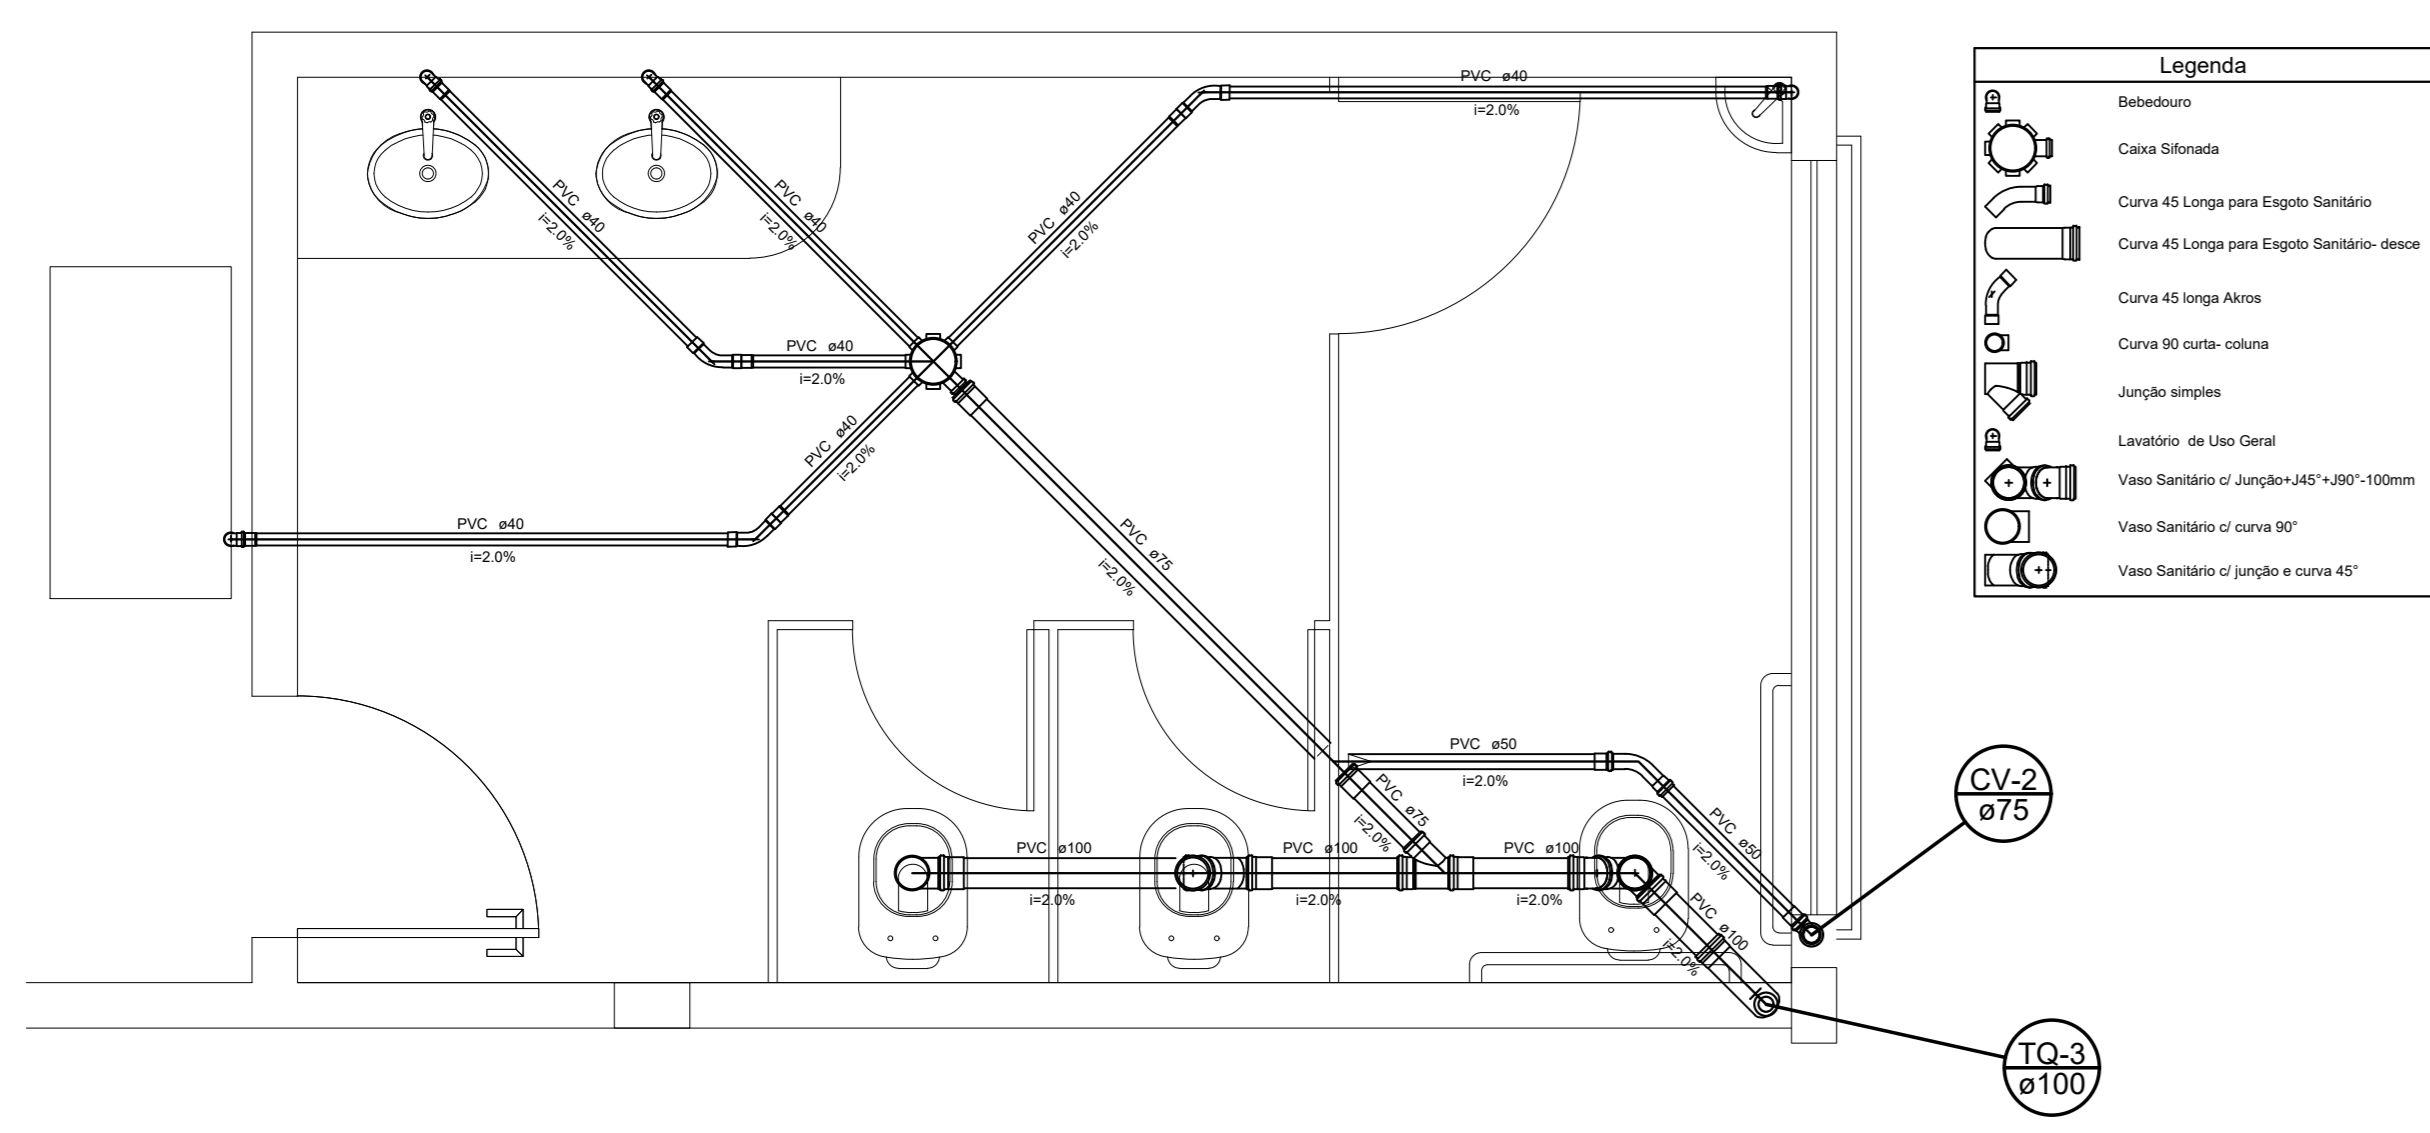 PVC ø40
i=2.0%
PVC ø40
i=2.0%
PVC ø40
i=2.0%
PVC ø40
i=2.0%
PVC ø40
i=2.0%
PVC ø40
i=2.0%
PVC ø40
i=2.0%
PVC ø75
i=2.0%
PVC ø50
i=2.0%
PVC ø75
i=2.0%
PVC ø50
i=2.0%
PVC ø100
i=2.0%
PVC ø100
i=2.0%
PVC ø100
i=2.0%
PVC ø100
i=2.0%
CV-2
ø75
TQ-3
ø100
Legenda
Bebedouro
Caixa Sifonada
Curva 45 Longa para Esgoto Sanitário
Curva 45 Longa para Esgoto Sanitário- desce
Curva 45 longa Akros
Curva 90 curta- coluna
Junção simples
Lavatório de Uso Geral
Vaso Sanitário c/ Junção+J45°+J90°-100mm
Vaso Sanitário c/ curva 90°
Vaso Sanitário c/ junção e curva 45°